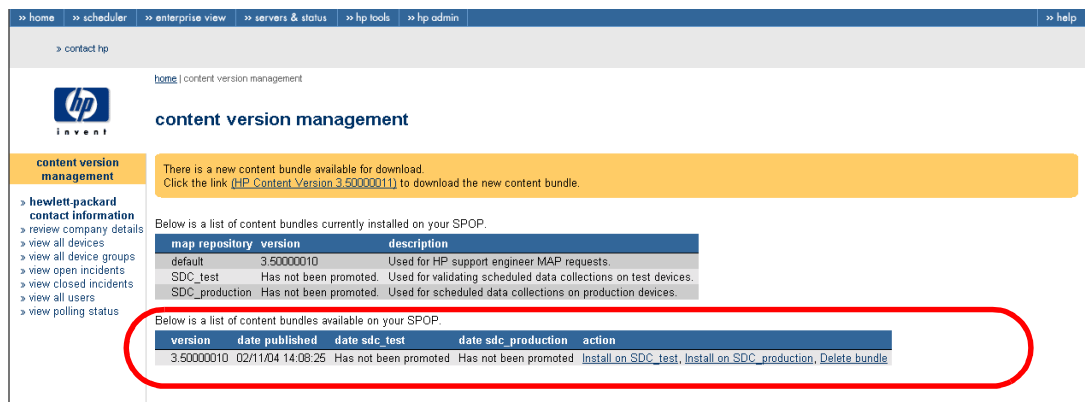 » home » scheduler » enterprise view » servers & status » hp tools » hp admin » help
» contact hp
home | content version management
hp
invent
content version management
content version
management
There is a new content bundle available for download.
Click the link (HP Content Version 3.50000011) to download the new content bundle.
» hewlett-packard
contact information
» review company details
» view all devices
» view all device groups
» view open incidents
» view closed incidents
» view all users
» view polling status
Below is a list of content bundles currently installed on your SPOP.
map repository version description
default 3.50000010 Used for HP support engineer MAP requests.
SDC_test Has not been promoted. Used for validating scheduled data collections on test devices.
SDC_production Has not been promoted. Used for scheduled data collections on production devices.
Below is a list of content bundles available on your SPOP.
version date published date sdc_test date sdc_production action
3.50000010 02/11/04 14:08:25 Has not been promoted Has not been promoted Install on SDC_test, Install on SDC_production, Delete bundle